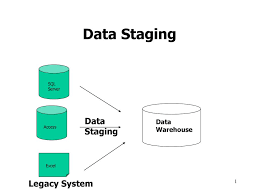 Data Staging
SQL
Server
Access
Data
Staging
Data
Warehouse
Excel
Legacy System
1